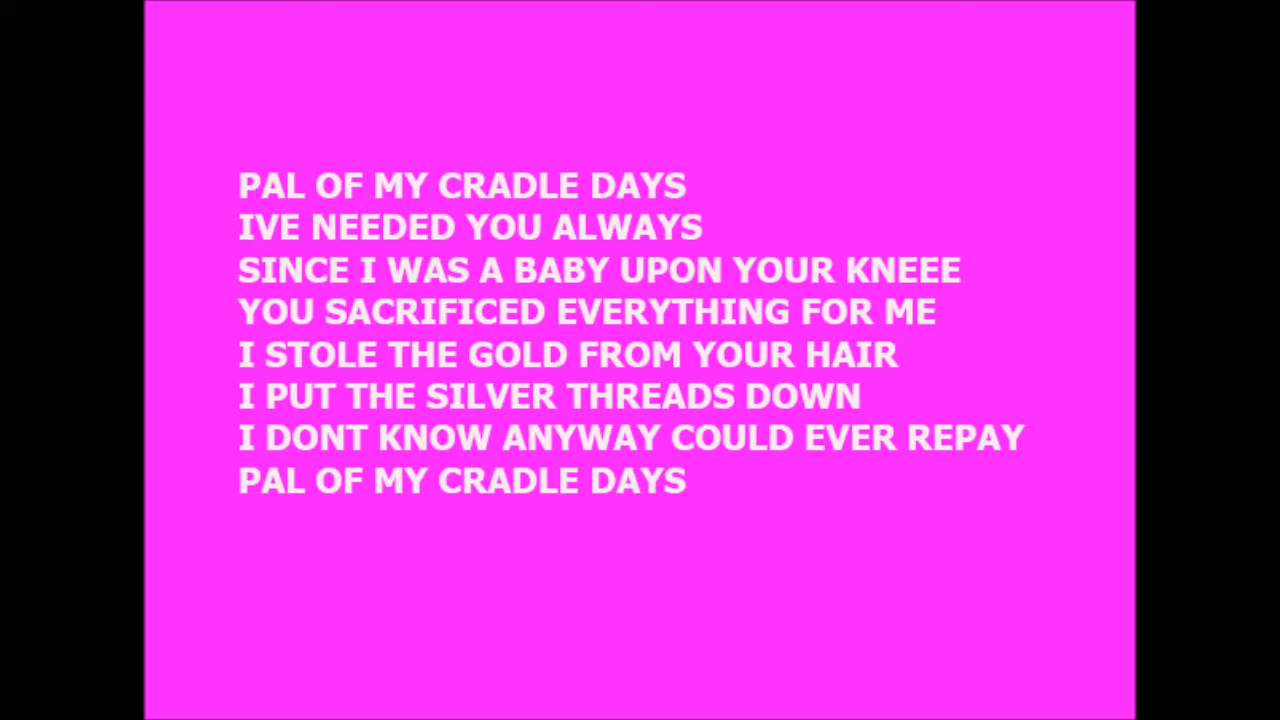 PAL OF MY CRADLE DAYS
IVE NEEDED YOU ALWAYS
SINCE I WAS A BABY UPON YOUR KNEEE
YOU SACRIFICED EVERYTHING FOR ME
I STOLE THE GOLD FROM YOUR HAIR
I PUT THE SILVER THREADS DOWN
I DONT KNOW ANYWAY COULD EVER REPAY
PAL OF MY CRADLE DAYS